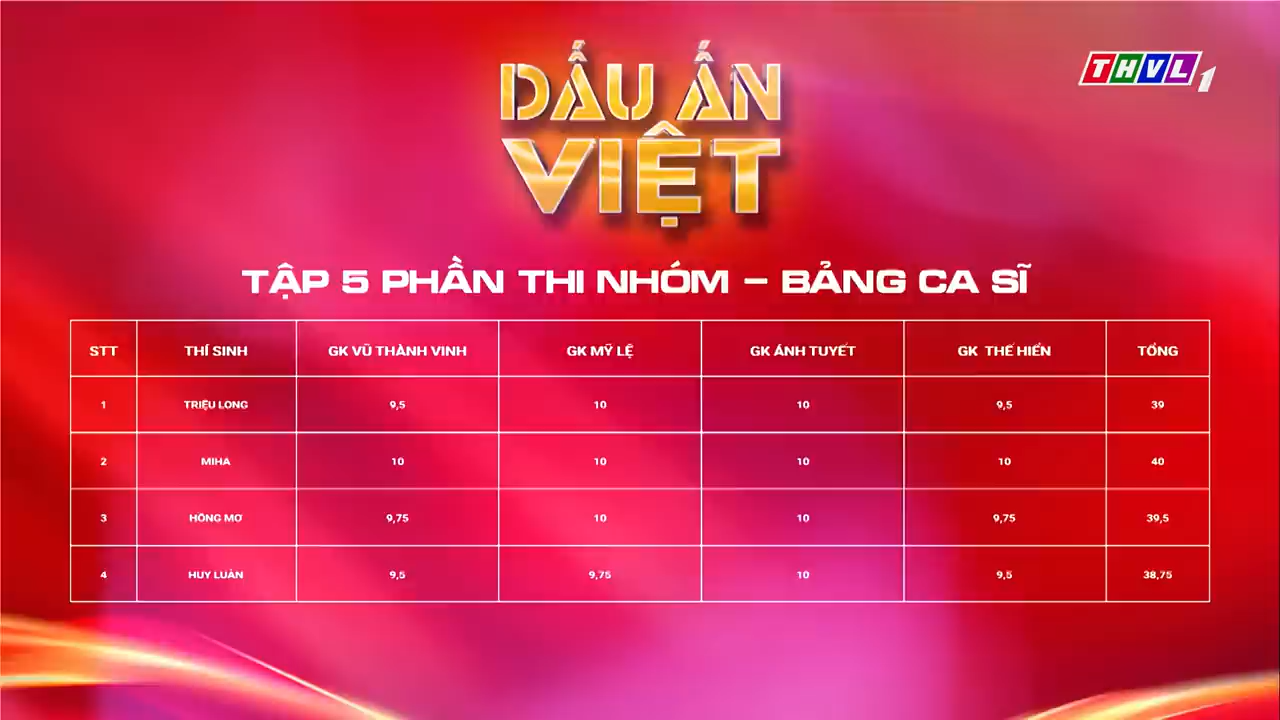 DẤU ẤN
VIỆT
THVL1
TẬP 5 PHẦN THI NHÓM – BẢNG CA SĨ
STT THÍ SINH GK VŨ THÀNH VINH GK MỸ LỆ GK ÁNH TUYẾT GK THẾ HIỂN TỔNG
1 TRIỆU LONG 9,5 10 10 9,5 39
2 MIHA 10 10 10 10 40
3 HỒNG MƠ 9,75 10 10 9,75 39,5
4 HUY LUÂN 9,5 9,75 10 9,5 38,75